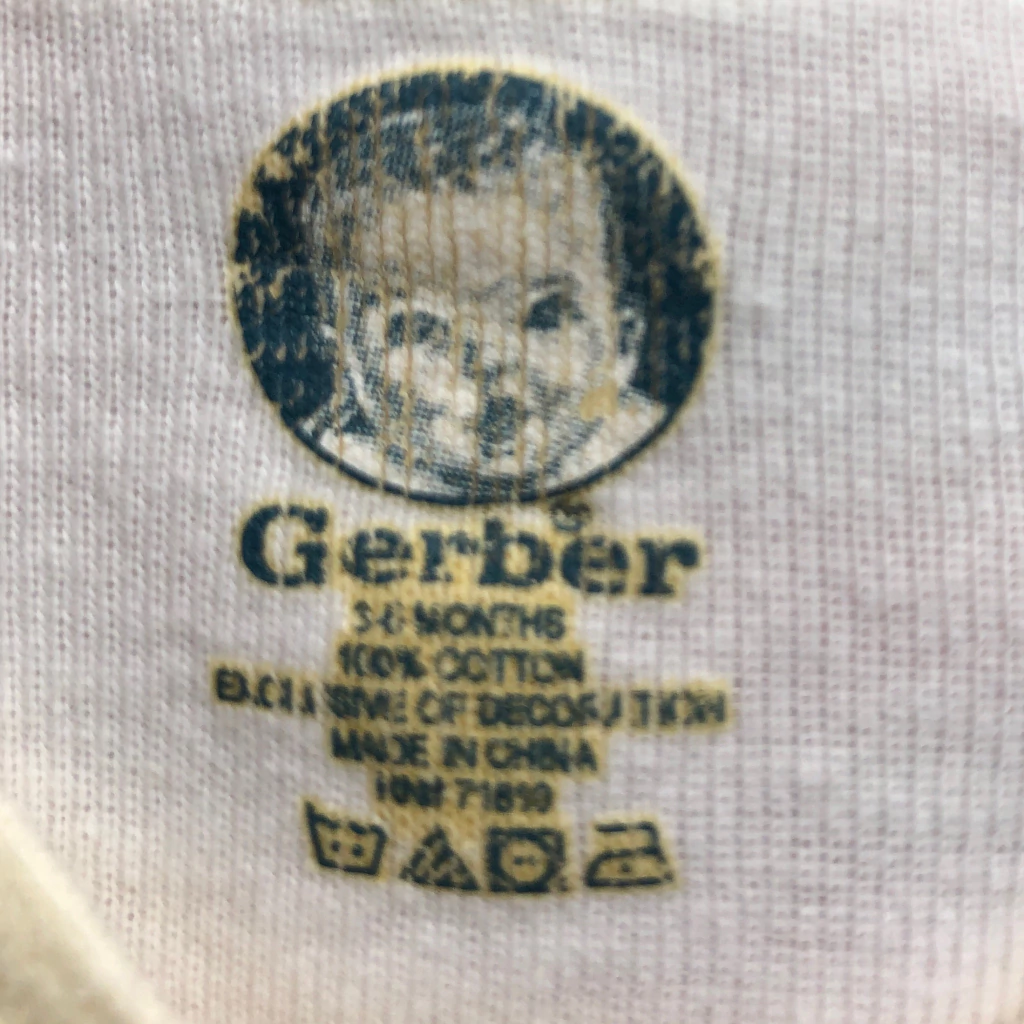 Gerber®
3-6 MONTHS
100% COTTON
EXCLUSIVE OF DECORATION
MADE IN CHINA